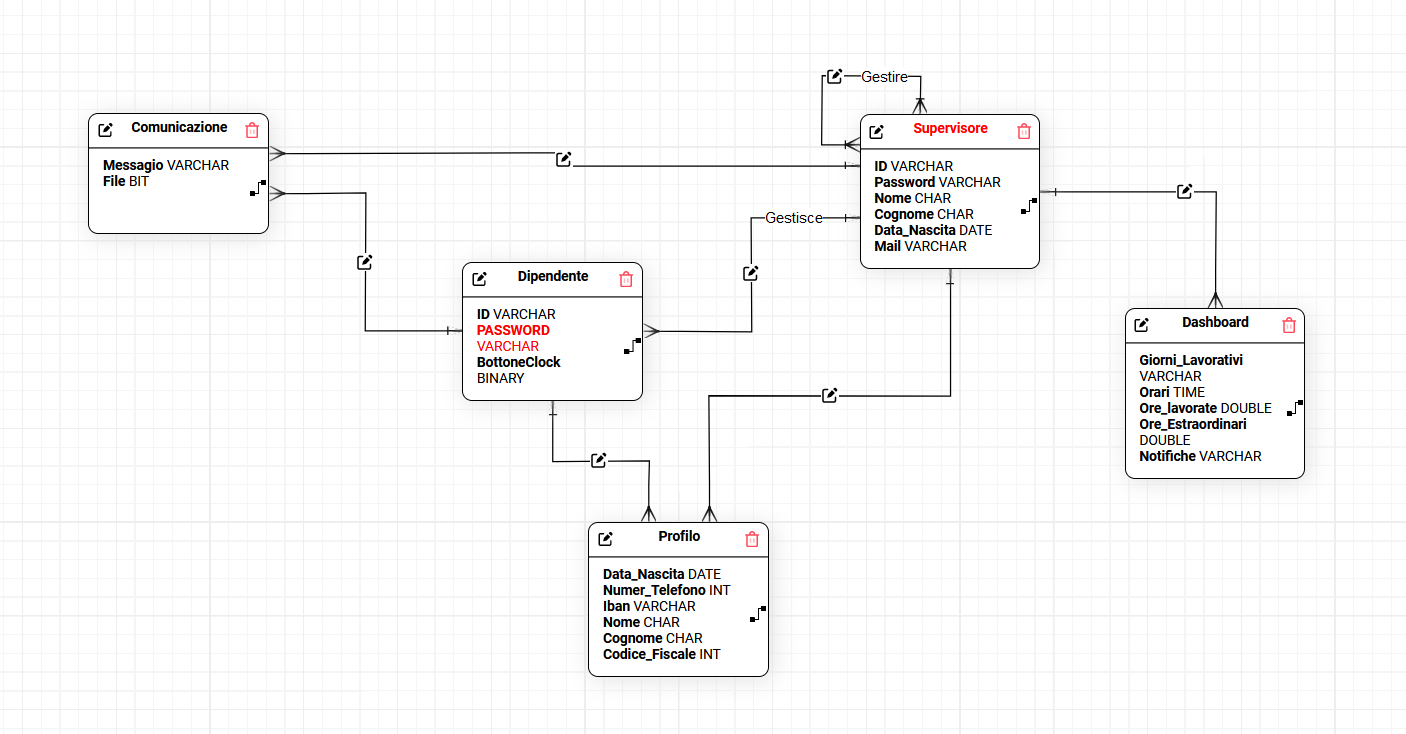 Gestire
Comunicazione
Messagio VARCHAR
File BIT
Supervisore
ID VARCHAR
Password VARCHAR
Nome CHAR
Cognome CHAR
Data_Nascita DATE
Mail VARCHAR
Gestisce
Dipendente
ID VARCHAR
PASSWORD
VARCHAR
BottoneClock
BINARY
Dashboard
Giorni_Lavorativi
VARCHAR
Orari TIME
Ore_lavorate DOUBLE
Ore_Estraordinari
DOUBLE
Notifiche VARCHAR
Profilo
Data_Nascita DATE
Numer_Telefono INT
Iban VARCHAR
Nome CHAR
Cognome CHAR
Codice_Fiscale INT